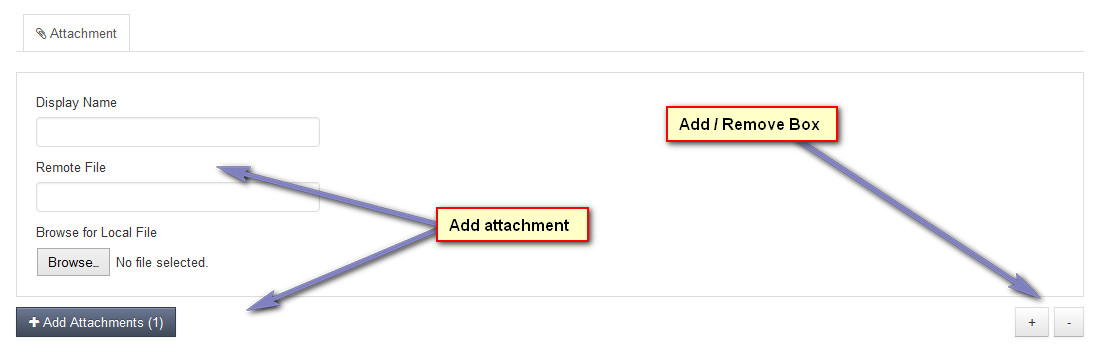 Attachment
Display Name
Add / Remove Box
Remote File
Add attachment
Browse for Local File
Browse… No file selected.
+ Add Attachments (1)
+ -